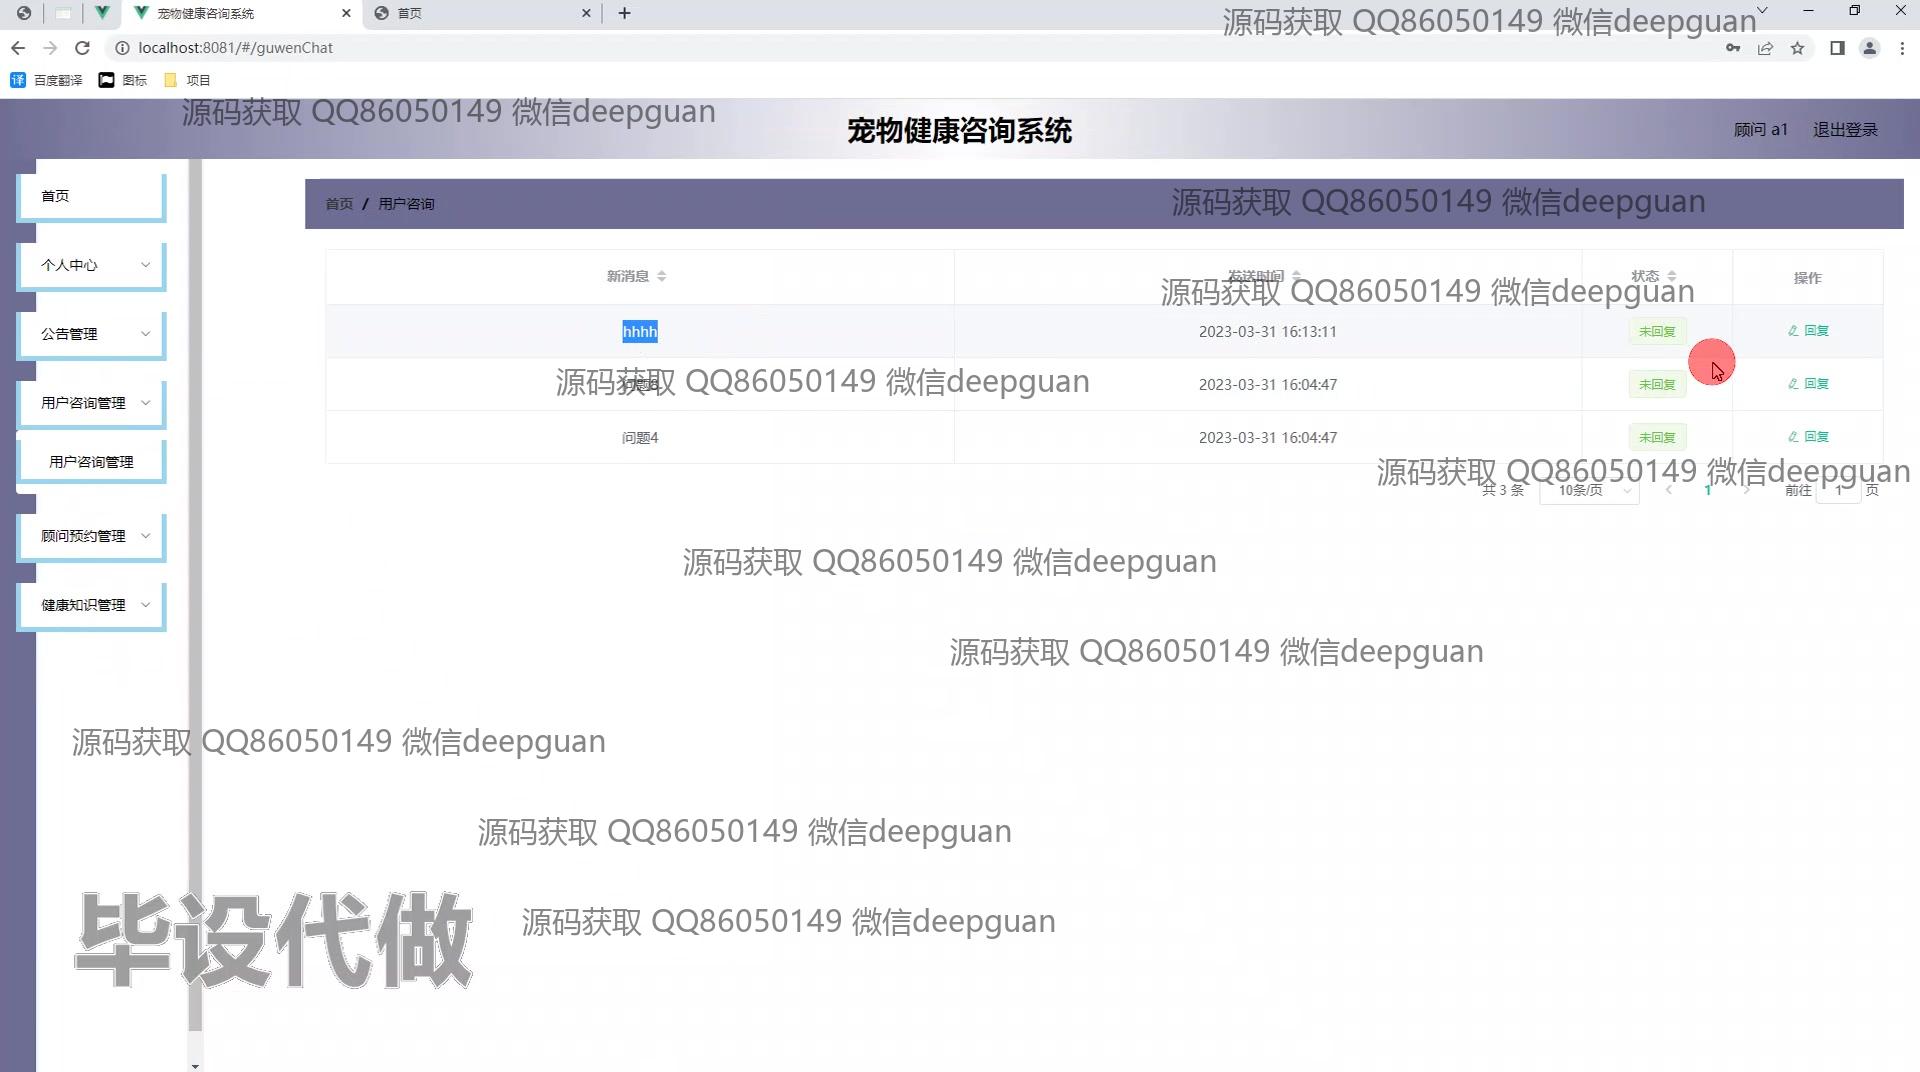 宠物健康咨询系统
首页
源码获取 QQ86050149 微信deepguan
localhost:8081/#/guwenChat
百度翻译 图标 项目
源码获取 QQ86050149 微信deepguan
宠物健康咨询系统
顾问 a1 退出登录
首页
个人中心
公告管理
用户咨询管理
用户咨询管理
顾问预约管理
健康知识管理
首页 / 用户咨询
源码获取 QQ86050149 微信deepguan
新消息 发送时间 状态 操作
源码获取 QQ86050149 微信deepguan
hhhh 2023-03-31 16:13:11 未回复 回复
问题8 2023-03-31 16:04:47 未回复 回复
源码获取 QQ86050149 微信deepguan
问题4 2023-03-31 16:04:47 未回复 回复
源码获取 QQ86050149 微信deepguan
共 3 条 10条/页 1 前往 1 页
源码获取 QQ86050149 微信deepguan
源码获取 QQ86050149 微信deepguan
源码获取 QQ86050149 微信deepguan
源码获取 QQ86050149 微信deepguan
源码获取 QQ86050149 微信deepguan
毕设代做